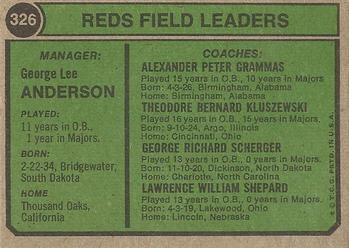 326
REDS FIELD LEADERS
MANAGER:
George Lee
ANDERSON
PLAYED:
11 years in O.B.,
1 year in Majors.
BORN:
2-22-34, Bridgewater,
South Dakota
HOME
Thousand Oaks,
California
COACHES:
ALEXANDER PETER GRAMMAS
Played 15 years in O.B., 10 years in Majors.
Born: 4-3-26, Birmingham, Alabama
Home: Birmingham, Alabama
THEODORE BERNARD KLUSZEWSKI
Played 16 years in O.B., 15 years in Majors.
Born: 9-10-24, Argo, Illinois
Home: Cincinnati, Ohio
GEORGE RICHARD SCHERGER
Played 13 years in O.B., 0 years in Majors.
Born: 11-10-20, Dickinson, North Dakota
Home: Charlotte, North Carolina
LAWRENCE WILLIAM SHEPARD
Played 13 years in O.B., 0 years in Majors.
Born: 4-3-19, Lakewood, Ohio
Home: Lincoln, Nebraska
© T.C.G. PRTD. IN U.S.A.